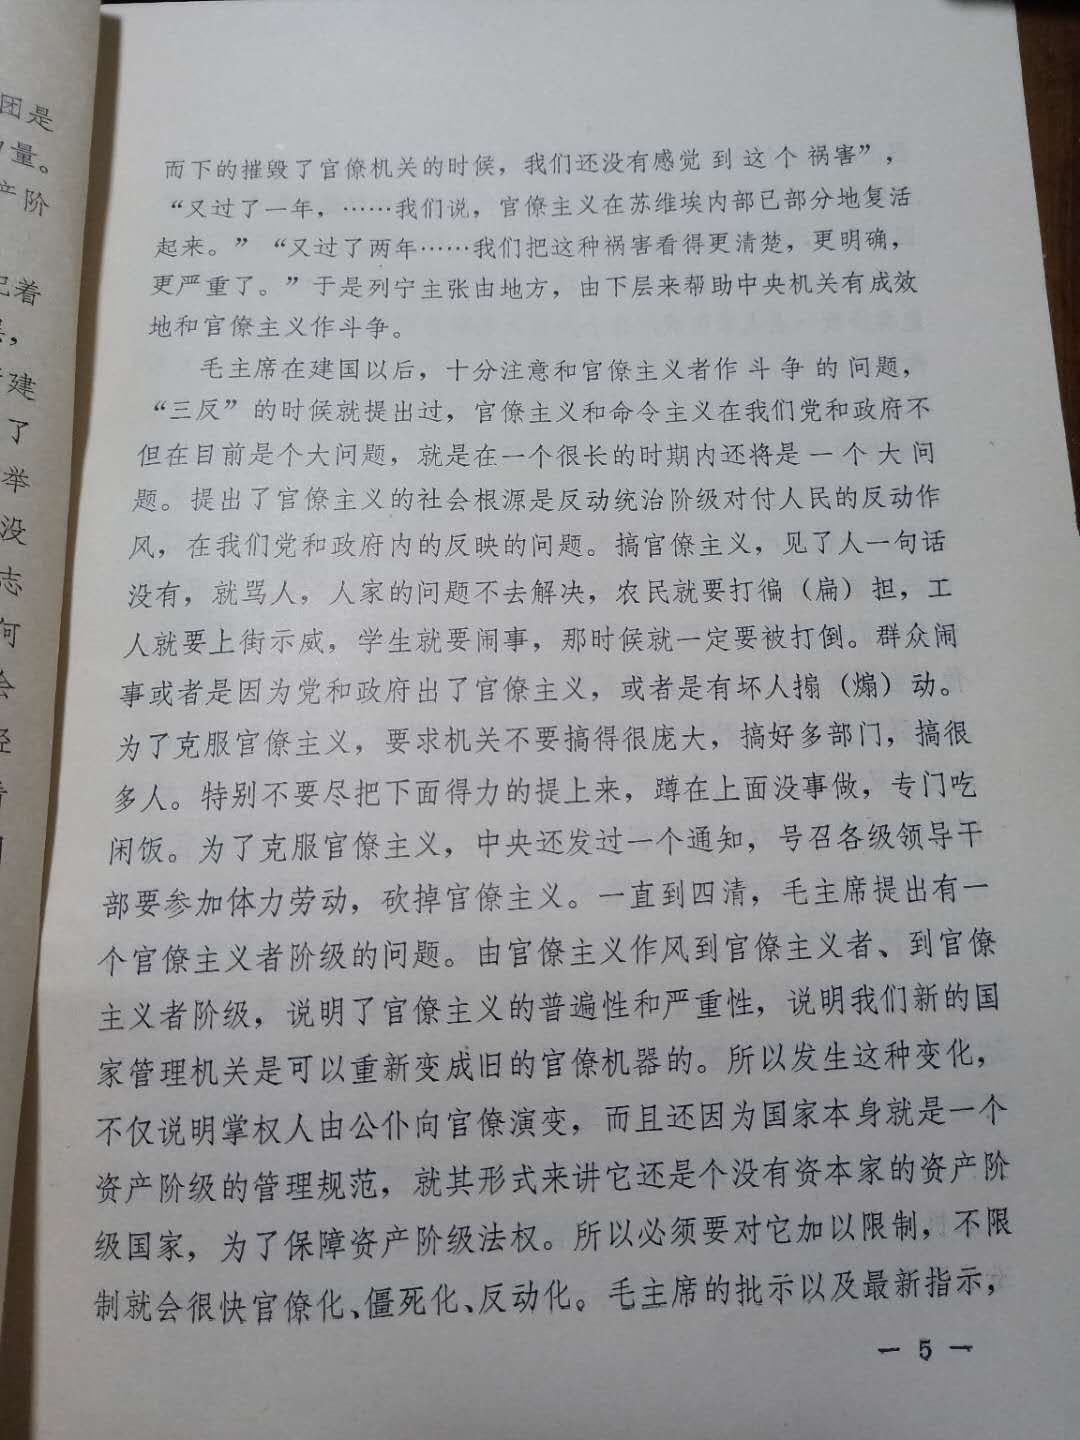 团是
量。
产阶
记着
建
了
举
没
志
何
会
经
而下的摧毁了官僚机关的时候，我们还没有感觉到这个祸害”，
“又过了一年，……我们说，官僚主义在苏维埃内部已部分地复活
起来。”“又过了两年……我们把这种祸害看得更清楚，更明确，
更严重了。”于是列宁主张由地方，由下层来帮助中央机关有成效
地和官僚主义作斗争。
毛主席在建国以后，十分注意和官僚主义者作斗争的问题，
“三反”的时候就提出过，官僚主义和命令主义在我们党和政府不
但在目前是个大问题，就是在一个很长的时期内还将是一个大问
题。提出了官僚主义的社会根源是反动统治阶级对付人民的反动作
风，在我们党和政府内的反映的问题。搞官僚主义，见了人一句话
没有，就骂人，人家的问题不去解决，农民就要打徧（扁）担，工
人就要上街示威，学生就要闹事，那时候就一定要被打倒。群众闹
事或者是因为党和政府出了官僚主义，或者是有坏人搧（煽）动。
为了克服官僚主义，要求机关不要搞得很庞大，搞好多部门，搞很
多人。特别不要尽把下面得力的提上来，蹲在上面没事做，专门吃
闲饭。为了克服官僚主义，中央还发过一个通知，号召各级领导干
部要参加体力劳动，砍掉官僚主义。一直到四清，毛主席提出有一
个官僚主义者阶级的问题。由官僚主义作风到官僚主义者、到官僚
主义者阶级，说明了官僚主义的普遍性和严重性，说明我们新的国
家管理机关是可以重新变成旧的官僚机器的。所以发生这种变化，
不仅说明掌权人由公仆向官僚演变，而且还因为国家本身就是一个
资产阶级的管理规范，就其形式来讲它还是个没有资本家的资产阶
级国家，为了保障资产阶级法权。所以必须要对它加以限制，不限
制就会很快官僚化、僵死化、反动化。毛主席的批示以及最新指示，
— 5 —